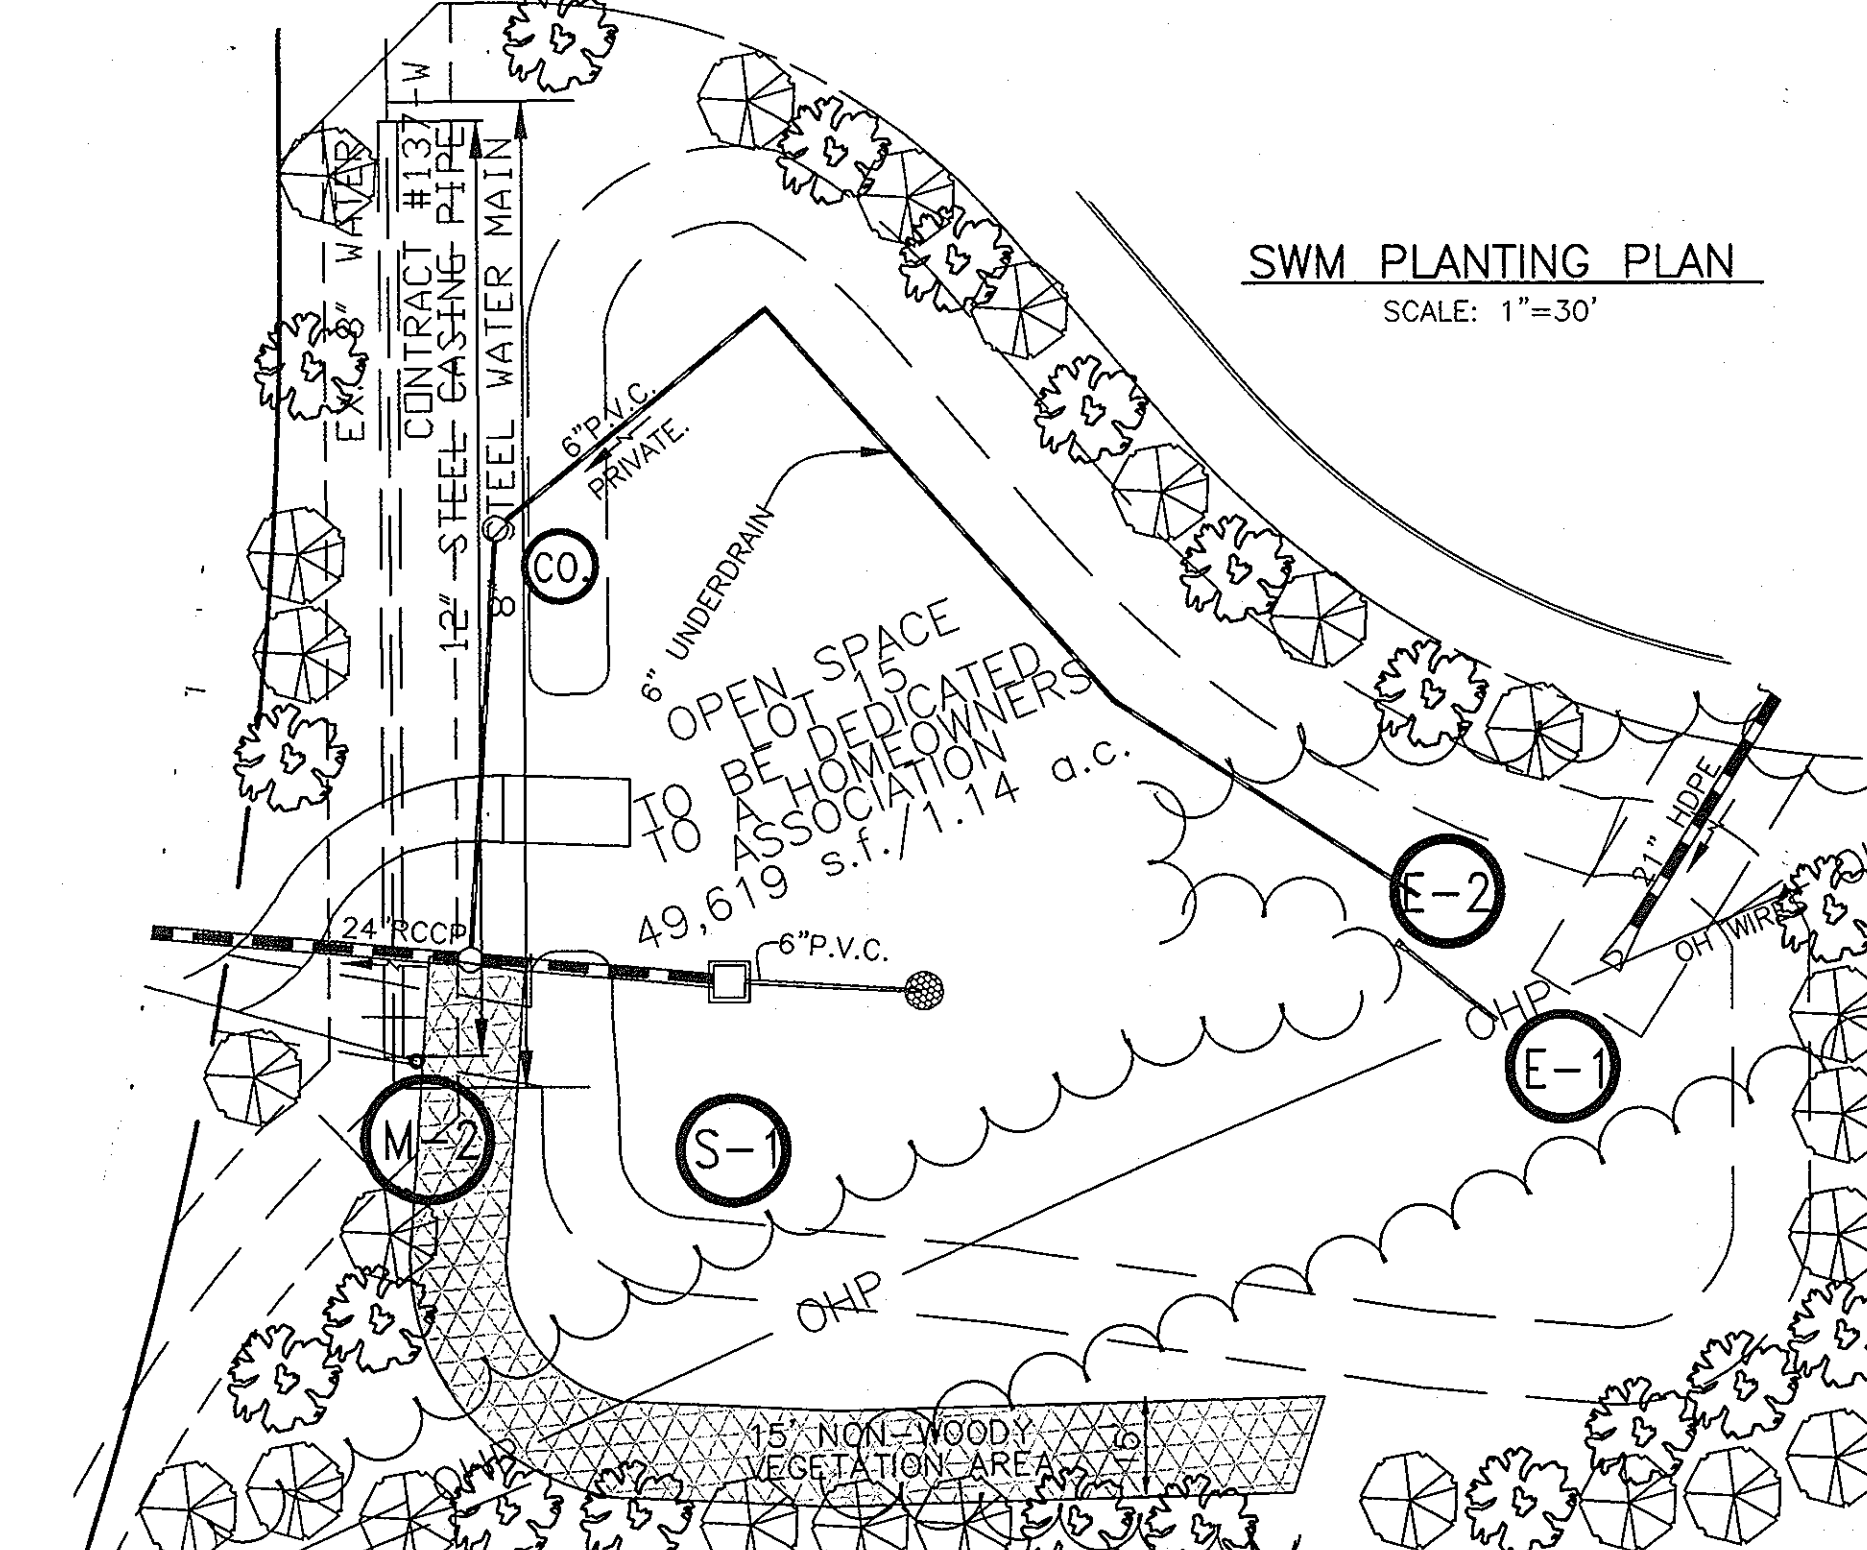 SWM PLANTING PLAN
SCALE: 1"=30'
EX. 8" WATER
CONTRACT #137-W
12" STEEL CASING PIPE
8" STEEL WATER MAIN
6"P.V.C.
PRIVATE.
CO.
6" UNDERDRAIN
OPEN SPACE
LOT 15
TO BE DEDICATED
TO A HOMEOWNERS
ASSOCIATION
49,619 s.f./1.14 a.c.
21" HDPE
E-2
OH WIRES
24"RCCP
6"P.V.C.
OHP
E-1
M-2
S-1
OHP
OHP
15' NON-WOODY
VEGETATION AREA
15'